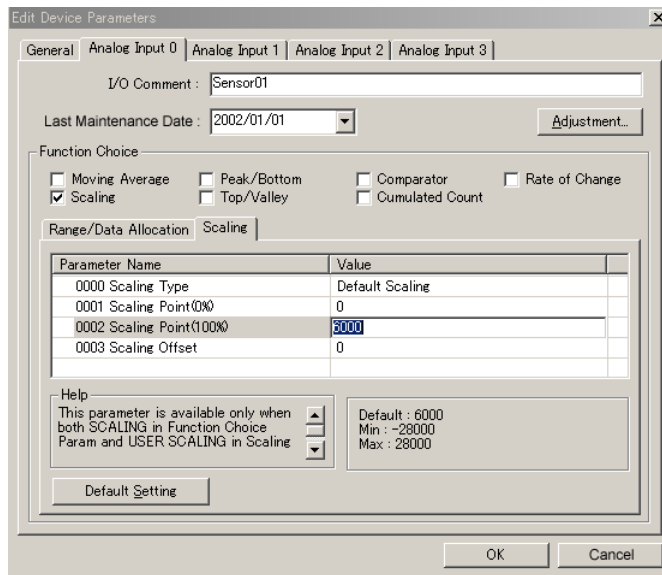 Edit Device Parameters
General Analog Input 0 Analog Input 1 Analog Input 2 Analog Input 3
I/O Comment : Sensor01
Last Maintenance Date : 2002/01/01 Adjustment...
Function Choice
Moving Average Peak/Bottom Comparator Rate of Change
Scaling Top/Valley Cumulated Count
Range/Data Allocation Scaling
Parameter Name Value
0000 Scaling Type Default Scaling
0001 Scaling Point(0%) 0
0002 Scaling Point(100%) 6000
0003 Scaling Offset 0
Help
This parameter is available only when
both SCALING in Function Choice
Param and USER SCALING in Scaling
Default : 6000
Min : -28000
Max : 28000
Default Setting
OK Cancel